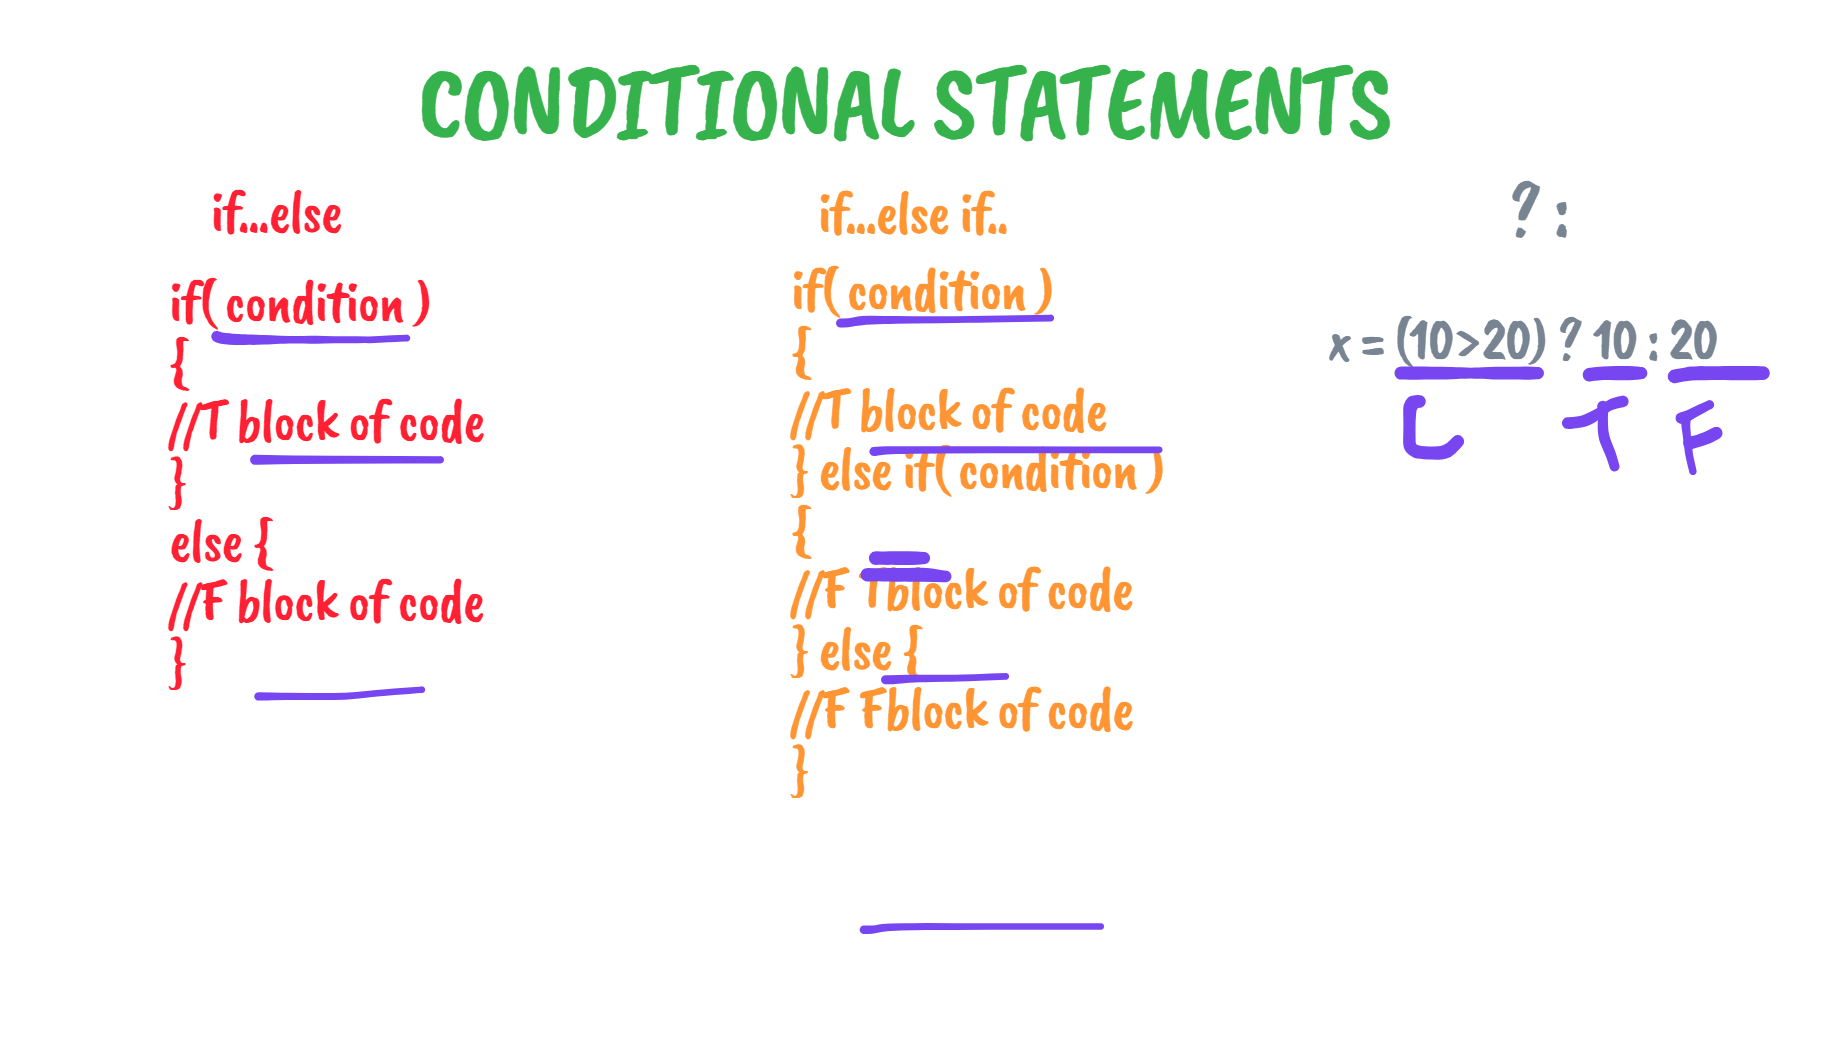 CONDITIONAL STATEMENTS
if...else
if( condition )
{
//T block of code
}
else {
//F block of code
}
if...else if..
if( condition )
{
//T block of code
} else if( condition )
{
//F Tblock of code
} else {
//F Fblock of code
}
? :
x = (10>20) ? 10 : 20
C T F